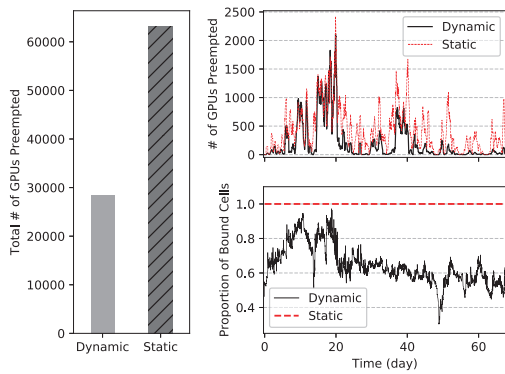 Total # of GPUs Preempted
60000
50000
40000
30000
20000
10000
0
Dynamic Static
# of GPUs Preempted
2500
2000
1500
1000
500
0
Dynamic
Static
Proportion of Bound Cells
1.0
0.8
0.6
0.4
Dynamic
Static
0 20 40 60
Time (day)